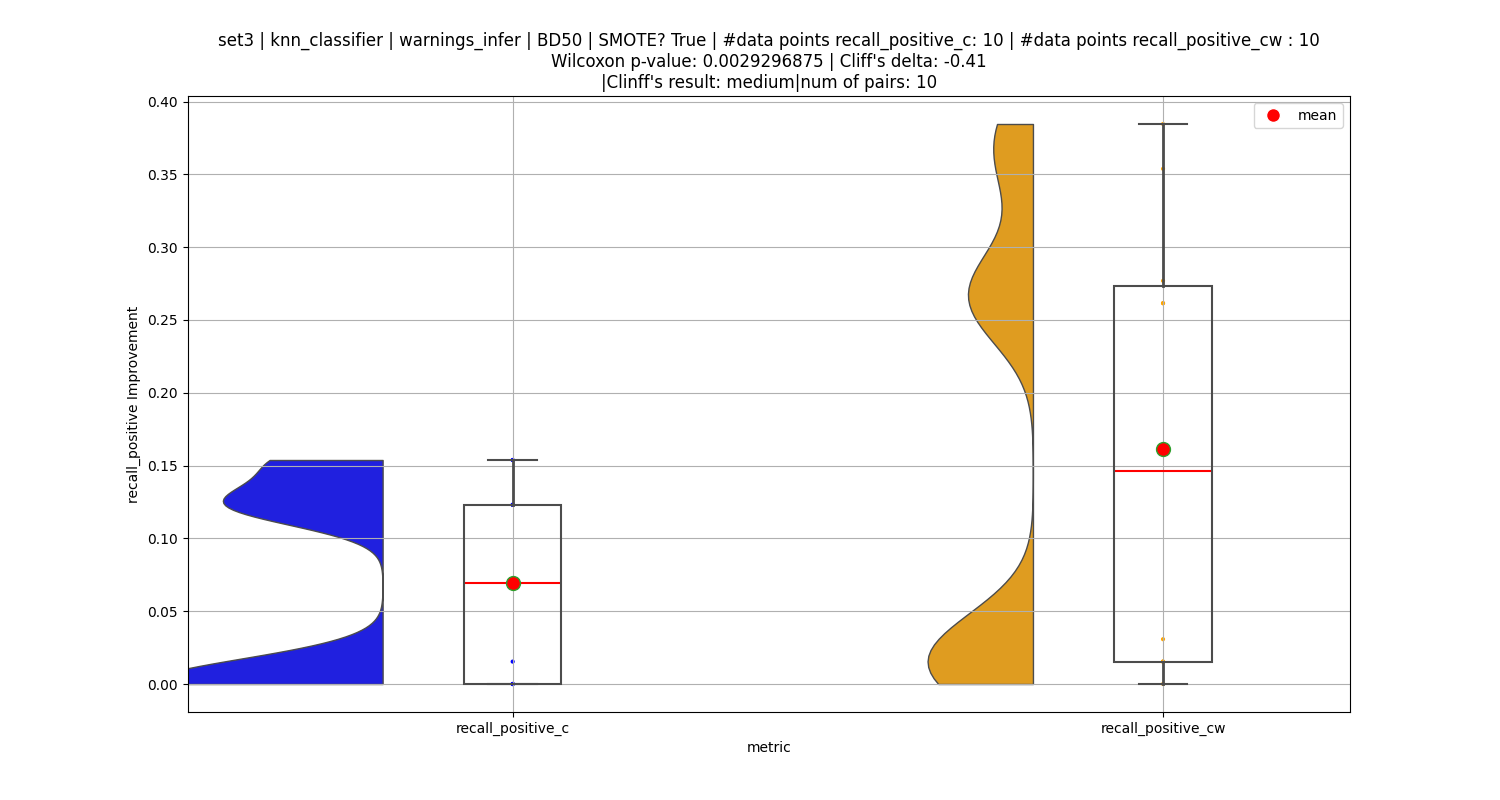 set3 | knn_classifier | warnings_infer | BD50 | SMOTE? True | #data points recall_positive_c: 10 | #data points recall_positive_cw : 10
Wilcoxon p-value: 0.0029296875 | Cliff's delta: -0.41
|Clinff's result: medium|num of pairs: 10
mean
0.40
0.35
0.30
0.25
0.20
0.15
0.10
0.05
0.00
recall_positive Improvement
recall_positive_c
recall_positive_cw
metric